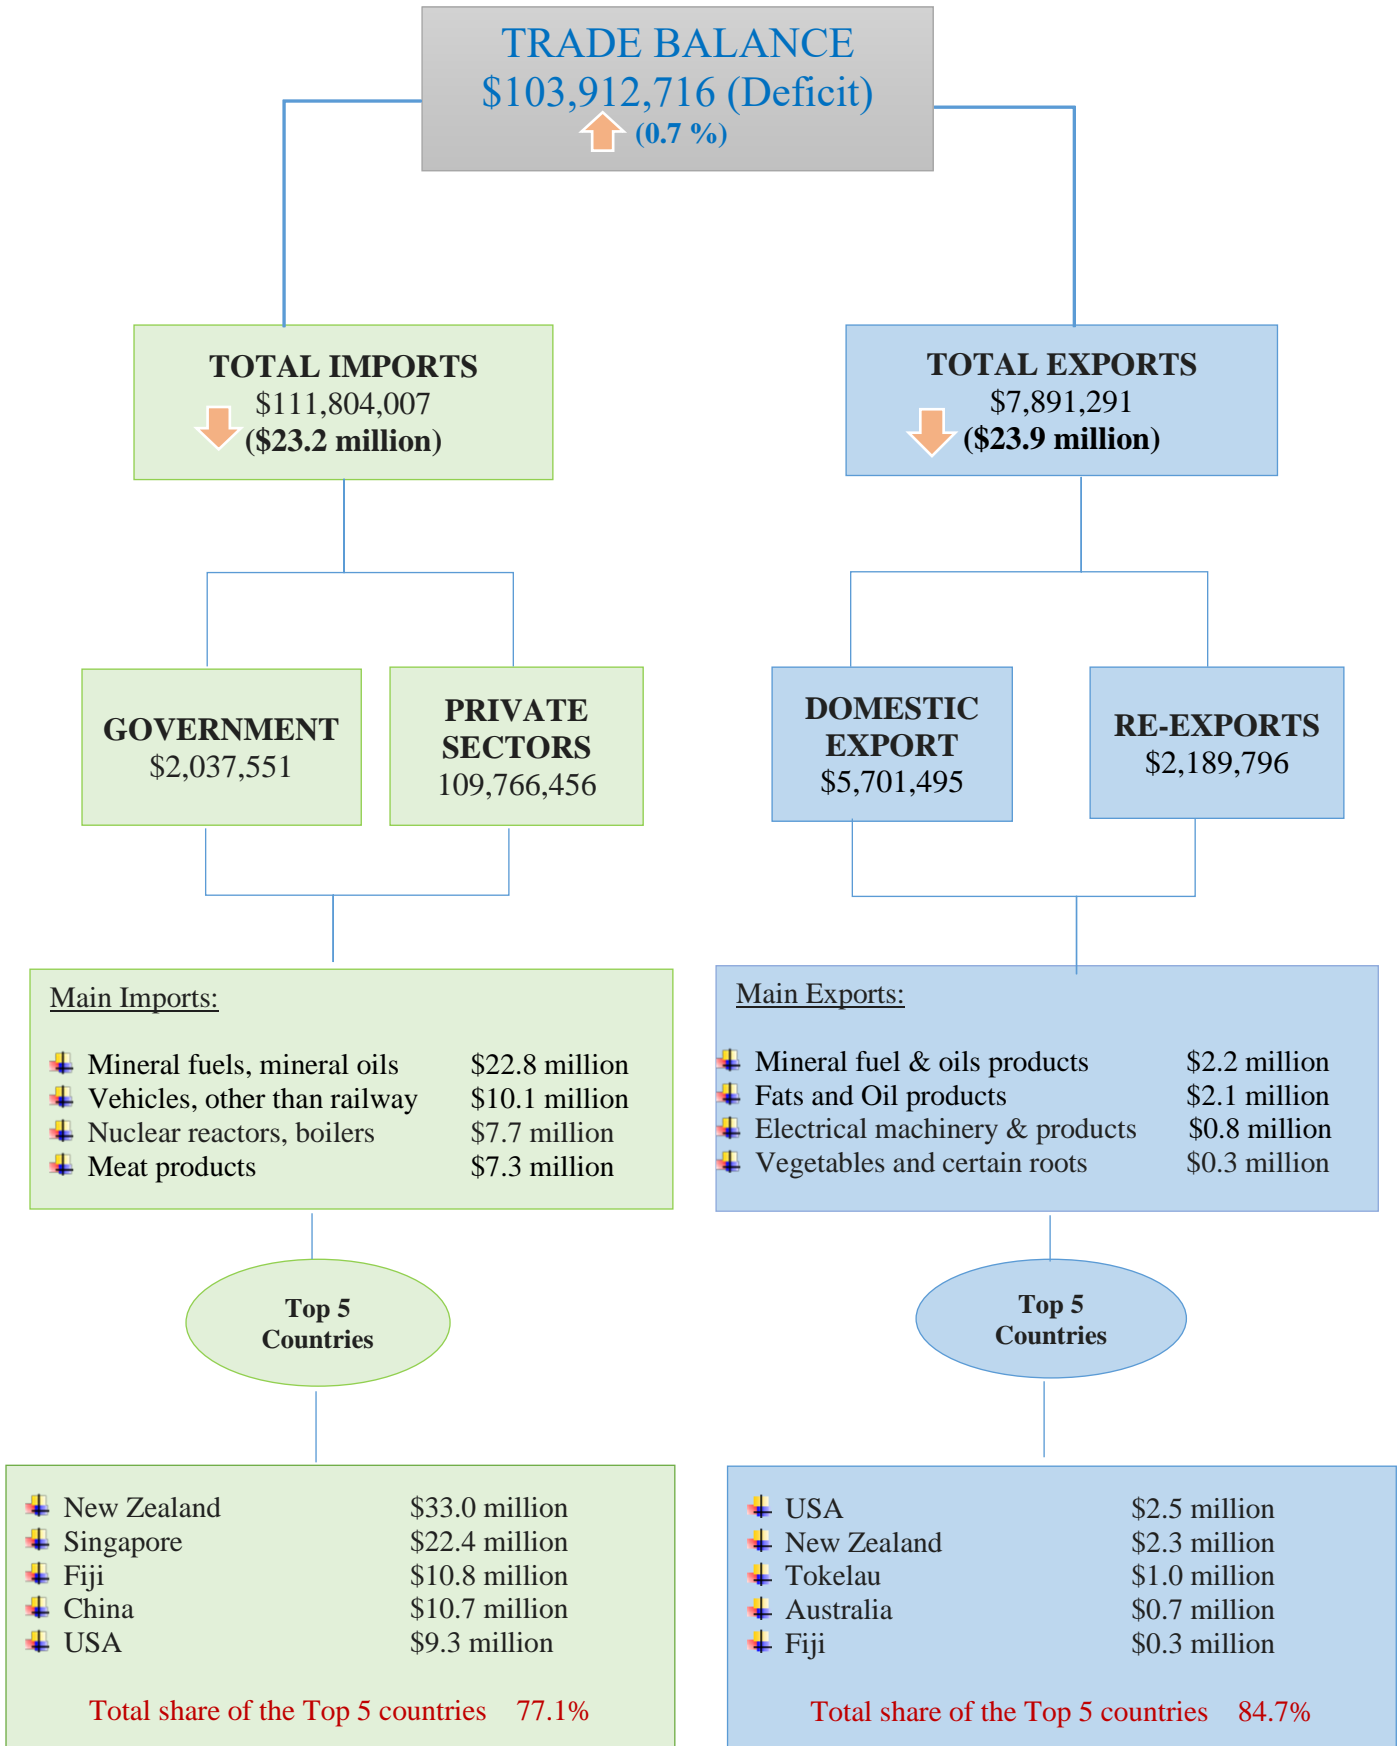 TRADE BALANCE
$103,912,716 (Deficit)
(0.7 %)
TOTAL IMPORTS
$111,804,007
($23.2 million)
TOTAL EXPORTS
$7,891,291
($23.9 million)
GOVERNMENT
$2,037,551
PRIVATE
SECTORS
109,766,456
DOMESTIC
EXPORT
$5,701,495
RE-EXPORTS
$2,189,796
Main Imports:
Mineral fuels, mineral oils $22.8 million
Vehicles, other than railway $10.1 million
Nuclear reactors, boilers $7.7 million
Meat products $7.3 million
Main Exports:
Mineral fuel & oils products $2.2 million
Fats and Oil products $2.1 million
Electrical machinery & products $0.8 million
Vegetables and certain roots $0.3 million
Top 5
Countries
Top 5
Countries
New Zealand $33.0 million
Singapore $22.4 million
Fiji $10.8 million
China $10.7 million
USA $9.3 million
Total share of the Top 5 countries 77.1%
USA $2.5 million
New Zealand $2.3 million
Tokelau $1.0 million
Australia $0.7 million
Fiji $0.3 million
Total share of the Top 5 countries 84.7%